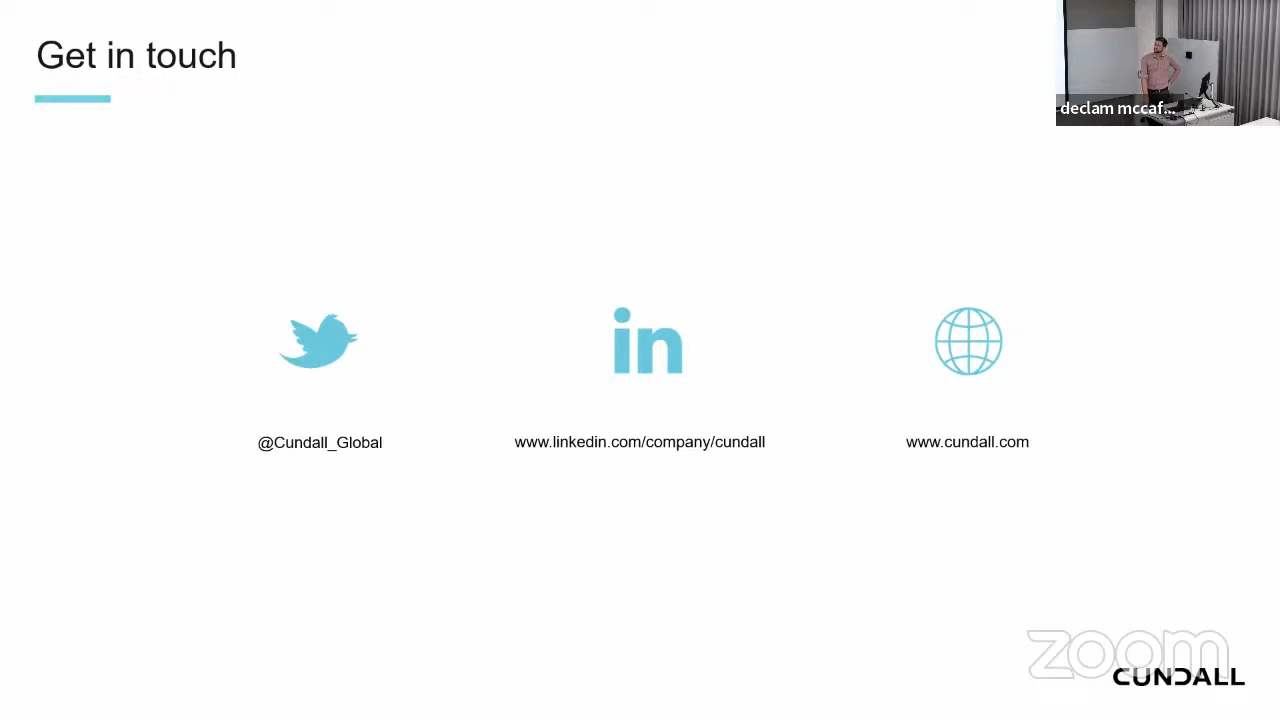 Get in touch
declam mccaf...
in
@Cundall_Global
www.linkedin.com/company/cundall
www.cundall.com
zoom
CUNDALL